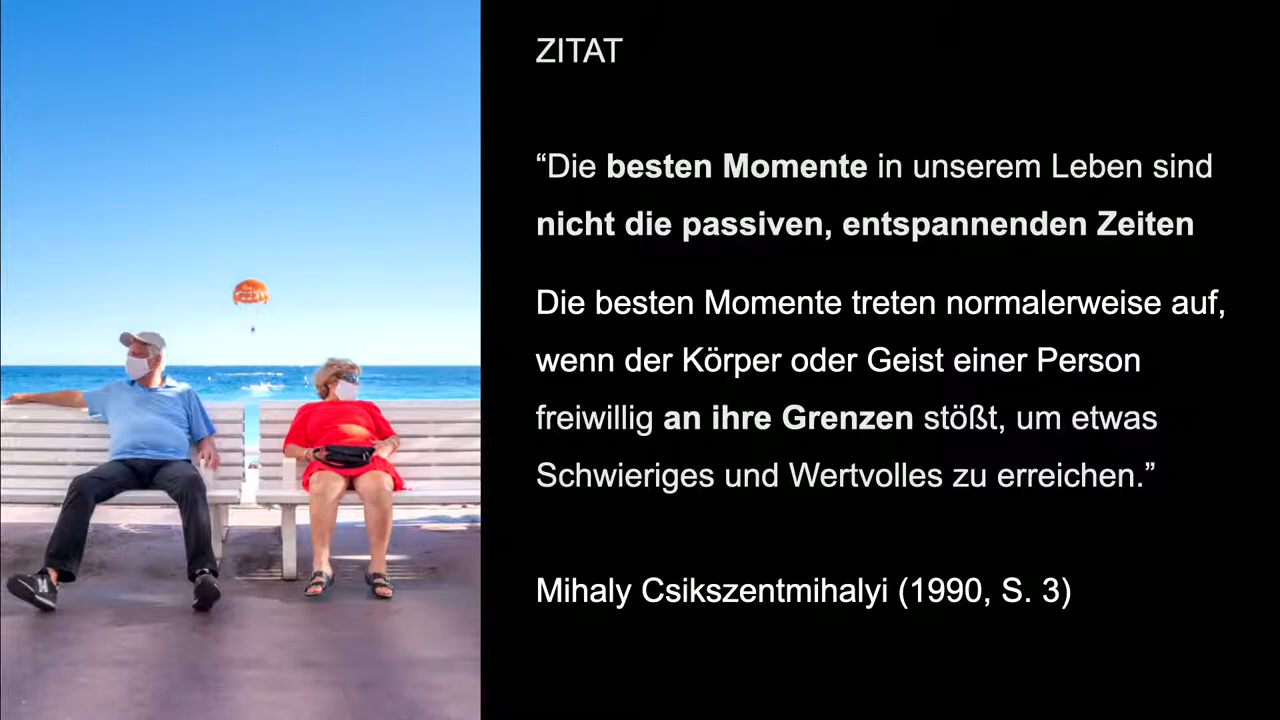 ZITAT
“Die besten Momente in unserem Leben sind
nicht die passiven, entspannenden Zeiten
Die besten Momente treten normalerweise auf,
wenn der Körper oder Geist einer Person
freiwillig an ihre Grenzen stößt, um etwas
Schwieriges und Wertvolles zu erreichen.”
Mihaly Csikszentmihalyi (1990, S. 3)